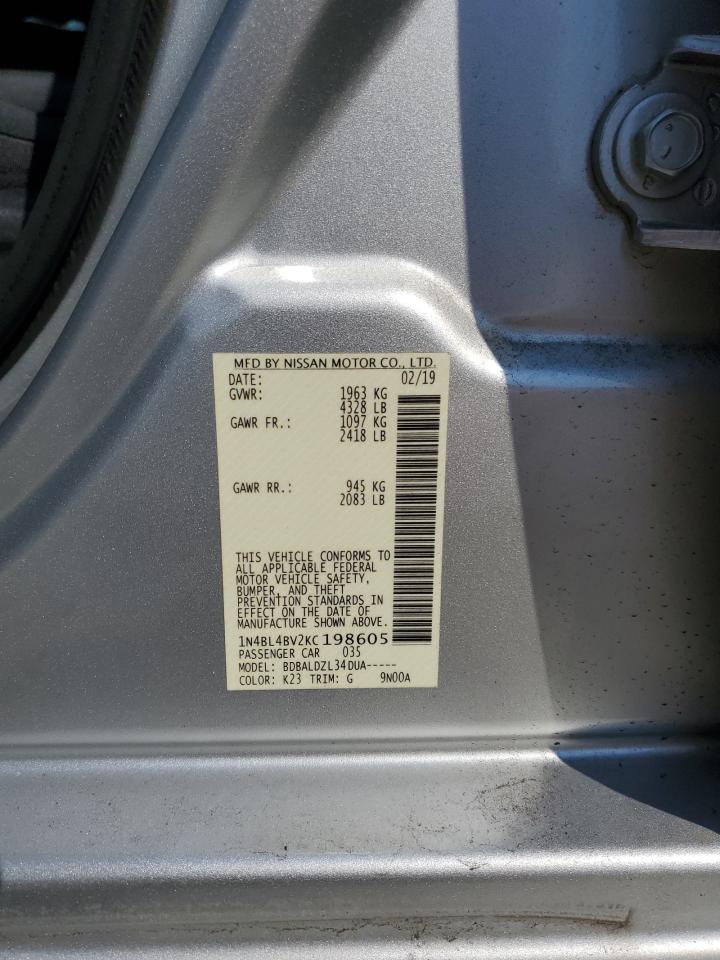 MFD BY NISSAN MOTOR CO., LTD.
DATE: 02/19
GVWR: 1963 KG
4328 LB
GAWR FR.: 1097 KG
2418 LB
GAWR RR.: 945 KG
2083 LB
THIS VEHICLE CONFORMS TO
ALL APPLICABLE FEDERAL
MOTOR VEHICLE SAFETY,
BUMPER, AND THEFT
PREVENTION STANDARDS IN
EFFECT ON THE DATE OF
MANUFACTURE SHOWN ABOVE.
1N4BL4BV2KC198605
PASSENGER CAR 035
MODEL: BDBALDZL34DUA-----
COLOR: K23 TRIM: G 9N00A